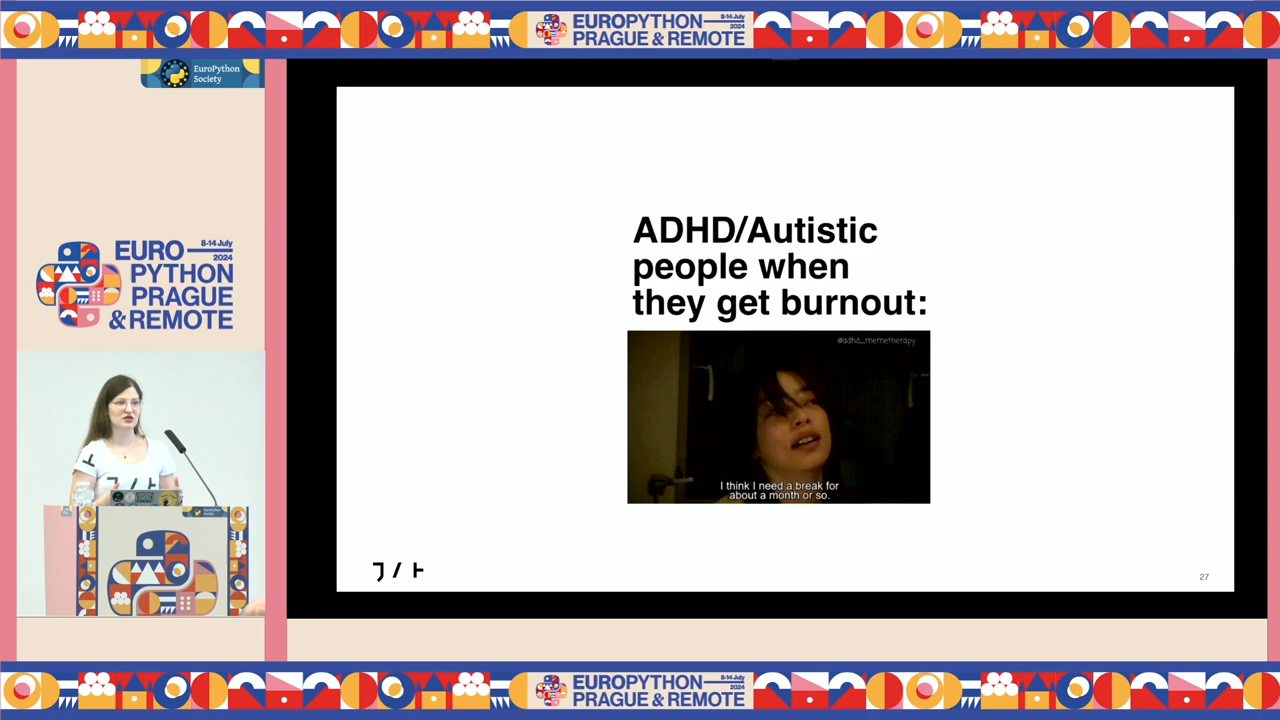 EUROPYTHON
8-14 July
2024
PRAGUE & REMOTE
EuroPython
Society
EURO
8-14 July
2024
PYTHON
PRAGUE
& REMOTE
ADHD/Autistic
people when
they get burnout:
@adhd_memetherapy
I think I need a break for
about a month or so.
27
EuroPython
Society
EUROPYTHON
8-14 July
2024
PRAGUE & REMOTE